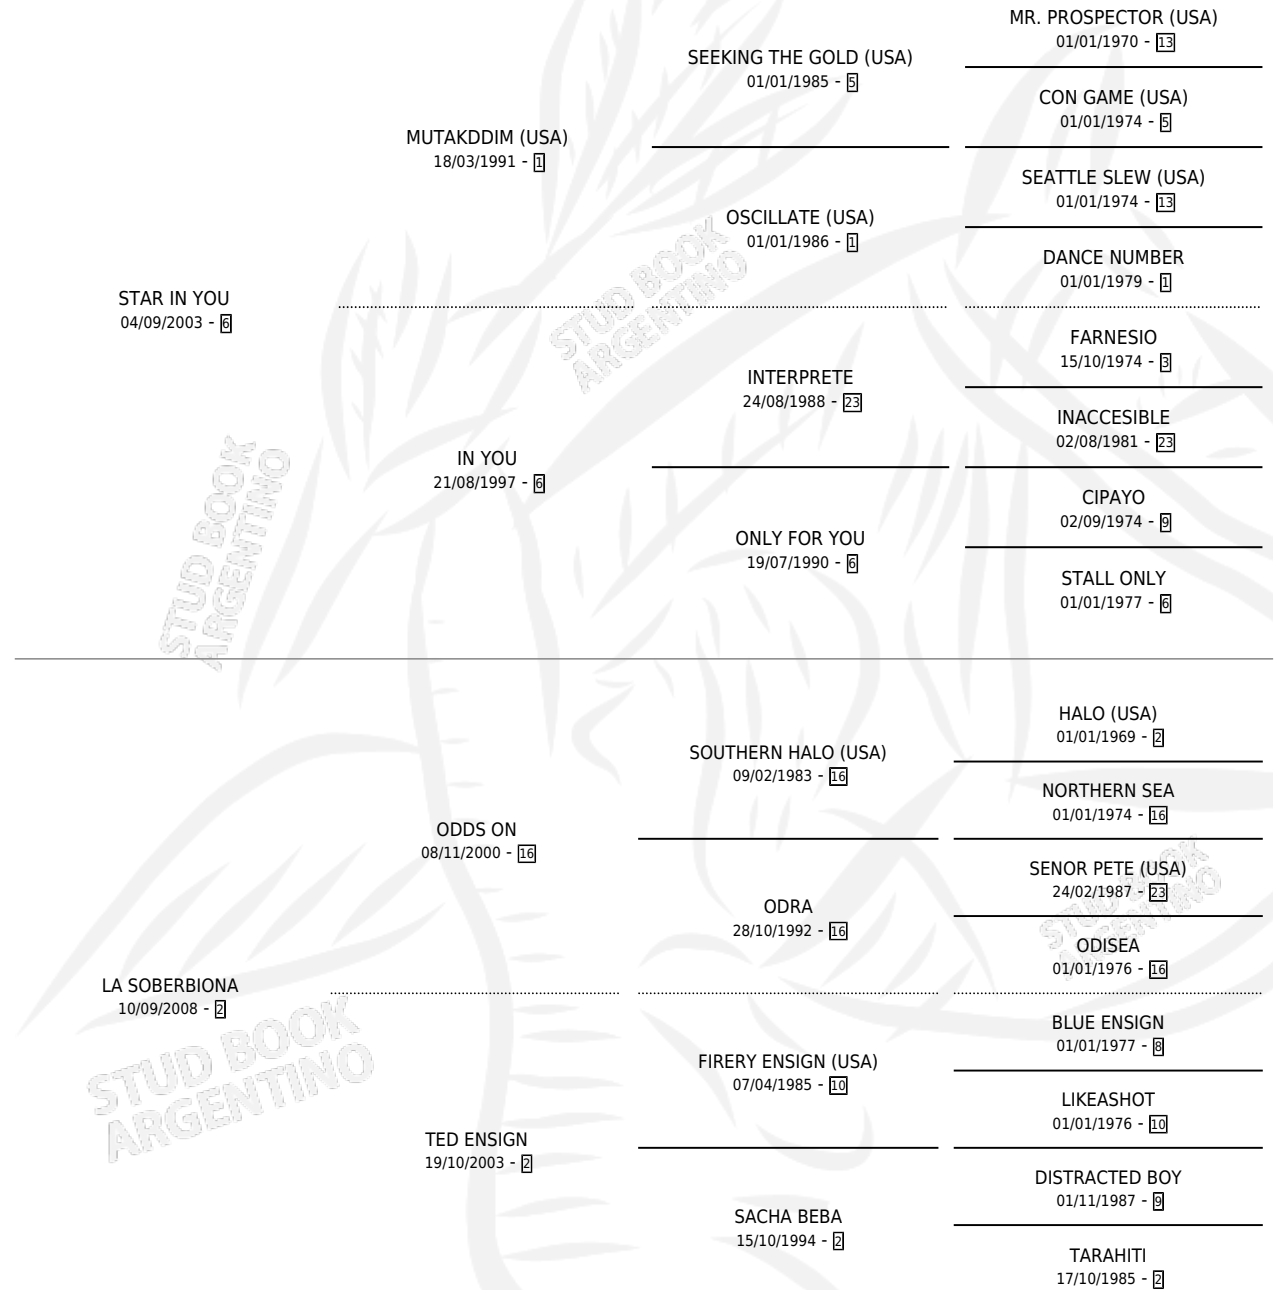 MR. PROSPECTOR (USA)
01/01/1970 - 13
SEEKING THE GOLD (USA)
01/01/1985 - 5
CON GAME (USA)
01/01/1974 - 5
MUTAKDDIM (USA)
18/03/1991 - 1
SEATTLE SLEW (USA)
01/01/1974 - 13
OSCILLATE (USA)
01/01/1986 - 1
DANCE NUMBER
01/01/1979 - 1
STAR IN YOU
04/09/2003 - 6
FARNESIO
15/10/1974 - 3
INTERPRETE
24/08/1988 - 23
INACCESIBLE
02/08/1981 - 23
IN YOU
21/08/1997 - 6
CIPAYO
02/09/1974 - 9
ONLY FOR YOU
19/07/1990 - 6
STALL ONLY
01/01/1977 - 6
HALO (USA)
01/01/1969 - 2
SOUTHERN HALO (USA)
09/02/1983 - 16
NORTHERN SEA
01/01/1974 - 16
ODDS ON
08/11/2000 - 16
SENOR PETE (USA)
24/02/1987 - 23
ODRA
28/10/1992 - 16
ODISEA
01/01/1976 - 16
LA SOBERBIONA
10/09/2008 - 2
BLUE ENSIGN
01/01/1977 - 8
FIRERY ENSIGN (USA)
07/04/1985 - 10
LIKEASHOT
01/01/1976 - 10
TED ENSIGN
19/10/2003 - 2
DISTRACTED BOY
01/11/1987 - 9
SACHA BEBA
15/10/1994 - 2
TARAHITI
17/10/1985 - 2
STUD BOOK
ARGENTINO
STUD BOOK
ARGENTINO
STUD BOOK
ARGENTINO
STUD BOOK
ARGENTINO